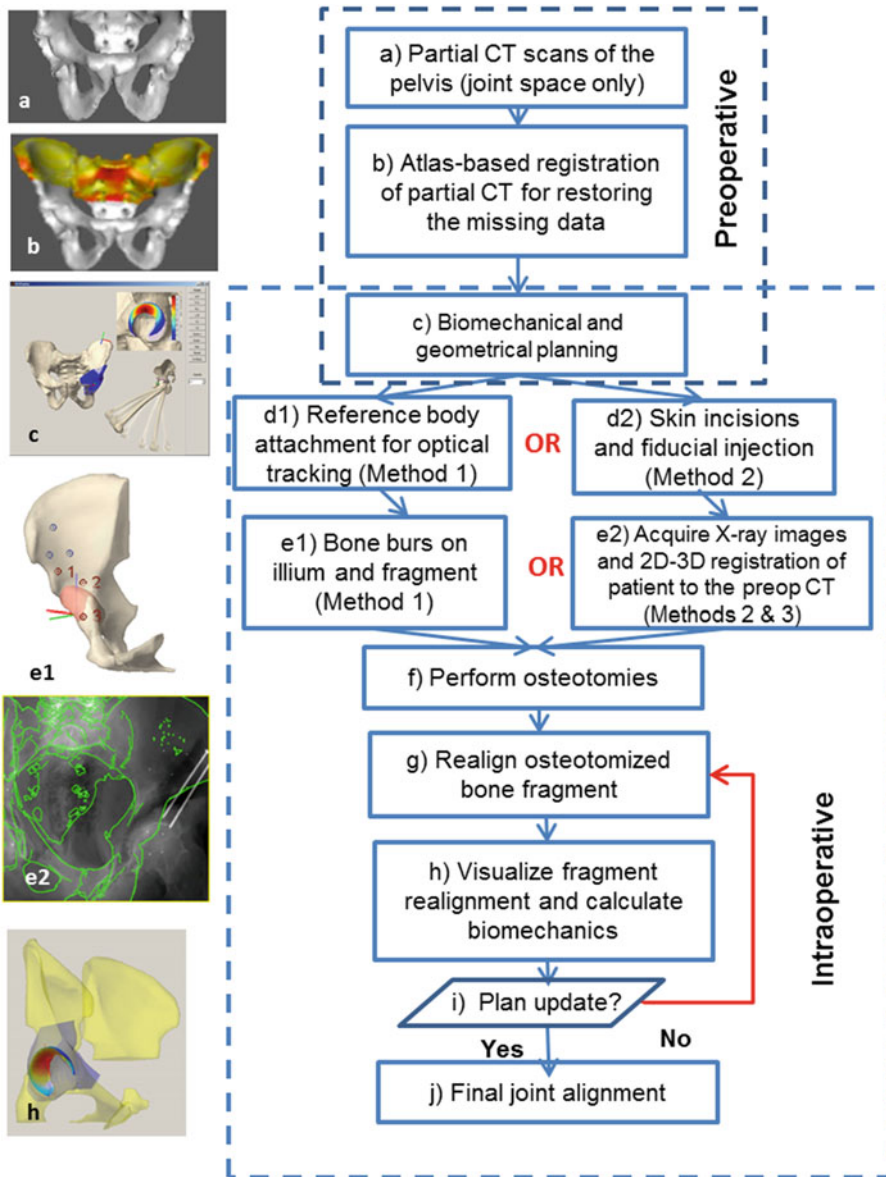 a
b
c
e1
1
2
3
e2
h
a) Partial CT scans of the
pelvis (joint space only)
b) Atlas-based registration
of partial CT for restoring
the missing data
Preoperative
c) Biomechanical and
geometrical planning
d1) Reference body
attachment for optical
tracking (Method 1)
OR
d2) Skin incisions
and fiducial injection
(Method 2)
e1) Bone burs on
illium and fragment
(Method 1)
OR
e2) Acquire X-ray images
and 2D-3D registration of
patient to the preop CT
(Methods 2 & 3)
f) Perform osteotomies
g) Realign osteotomized
bone fragment
h) Visualize fragment
realignment and calculate
biomechanics
i) Plan update?
Yes
No
j) Final joint alignment
Intraoperative